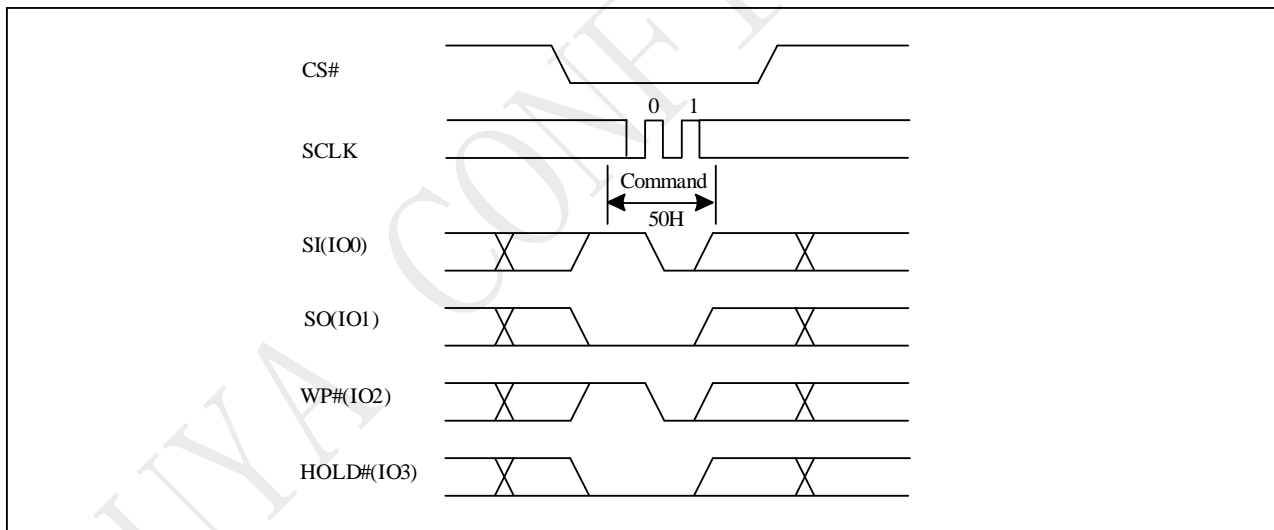 CS#
0 1
SCLK
Command
50H
SI(IO0)
SO(IO1)
WP#(IO2)
HOLD#(IO3)